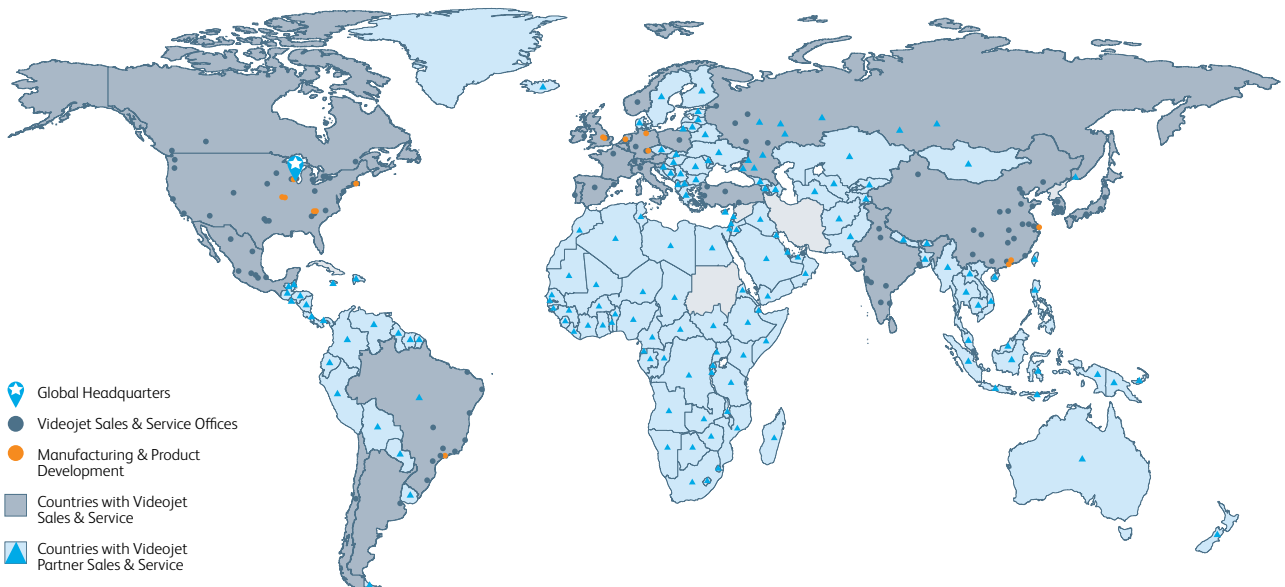 Global Headquarters
Videojet Sales & Service Offices
Manufacturing & Product
Development
Countries with Videojet
Sales & Service
Countries with Videojet
Partner Sales & Service